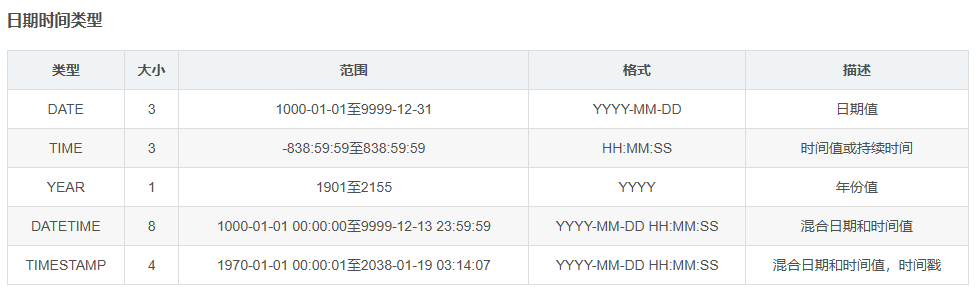 日期时间类型
类型 大小 范围 格式 描述
DATE 3 1000-01-01至9999-12-31 YYYY-MM-DD 日期值
TIME 3 -838:59:59至838:59:59 HH:MM:SS 时间值或持续时间
YEAR 1 1901至2155 YYYY 年份值
DATETIME 8 1000-01-01 00:00:00至9999-12-13 23:59:59 YYYY-MM-DD HH:MM:SS 混合日期和时间值
TIMESTAMP 4 1970-01-01 00:00:01至2038-01-19 03:14:07 YYYY-MM-DD HH:MM:SS 混合日期和时间值，时间戳